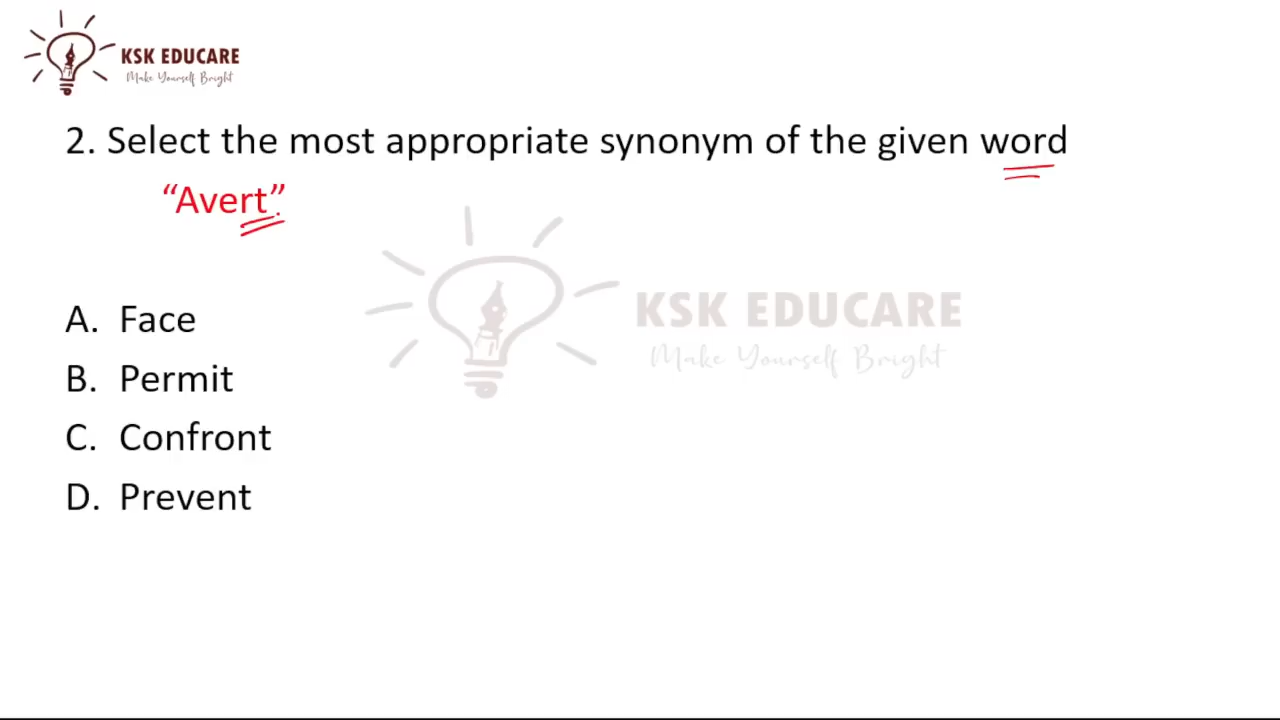 KSK EDUCARE
Make Yourself Bright
2. Select the most appropriate synonym of the given word
“Avert”
KSK EDUCARE
Make Yourself Bright
A. Face
B. Permit
C. Confront
D. Prevent